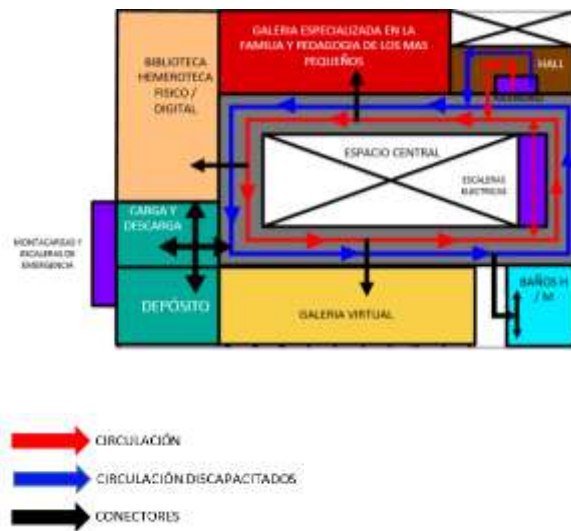 GALERIA ESPECIALIZADA EN LA
FAMILIA Y PEDAGOGIA DE LOS MAS
PEQUEÑOS
HALL
BIBLIOTECA
HEMEROTECA
FISICO /
DIGITAL
ESPACIO CENTRAL
ESCALERAS
ELECTRICAS
CARGA Y
DESCARGA
MONTACARGAS Y
ESCALERAS DE
EMERGENCIA
DEPÓSITO
GALERIA VIRTUAL
BAÑOS H
/ M
CIRCULACIÓN
CIRCULACIÓN DISCAPACITADOS
CONECTORES